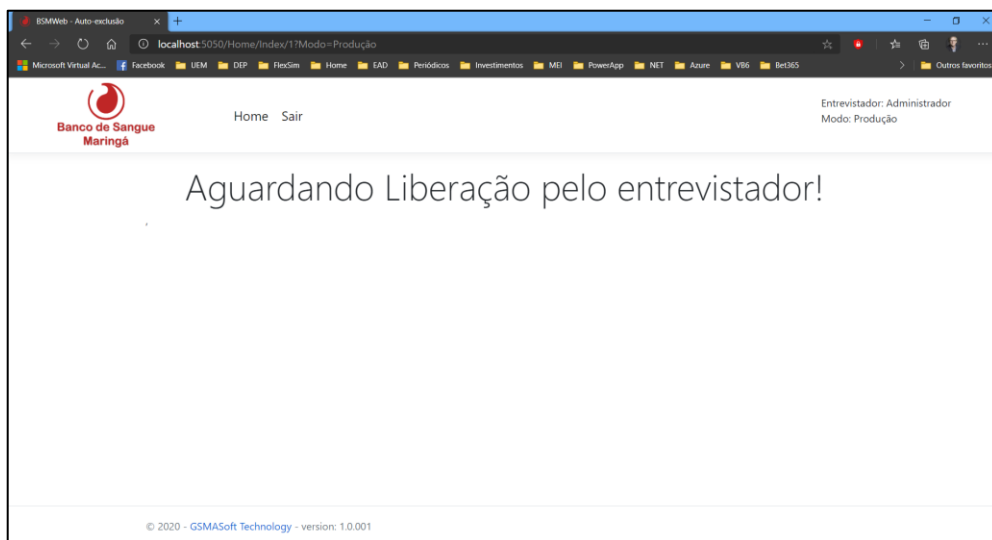 BSMWeb - Auto-exclusão
localhost:5050/Home/Index/1?Modo=Produção
Microsoft Virtual Ac... Facebook UEM DEP FlexSim Home EAD Periódicos Investimentos MEI PowerApp NET Azure VB6 Bet365 Outros favoritos
Banco de Sangue
Maringá
Home Sair
Entrevistador: Administrador
Modo: Produção
Aguardando Liberação pelo entrevistador!
© 2020 - GSMASoft Technology - version: 1.0.001